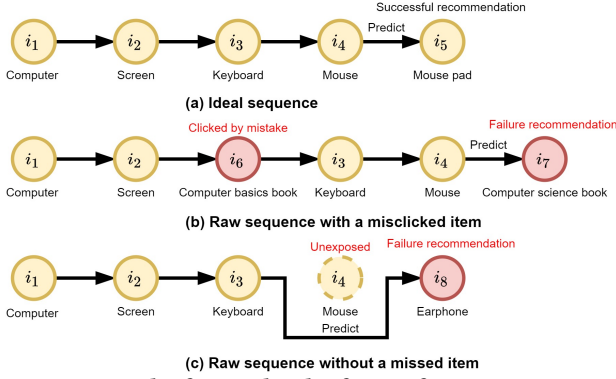 Successful recommendation
i1 i2 i3 i4 Predict i5
Computer Screen Keyboard Mouse Mouse pad
(a) Ideal sequence
Clicked by mistake Failure recommendation
i1 i2 i6 i3 i4 Predict i7
Computer Screen Computer basics book Keyboard Mouse Computer science book
(b) Raw sequence with a misclicked item
Unexposed Failure recommendation
i1 i2 i3 i4 i8
Computer Screen Keyboard Mouse Earphone
Predict
(c) Raw sequence without a missed item